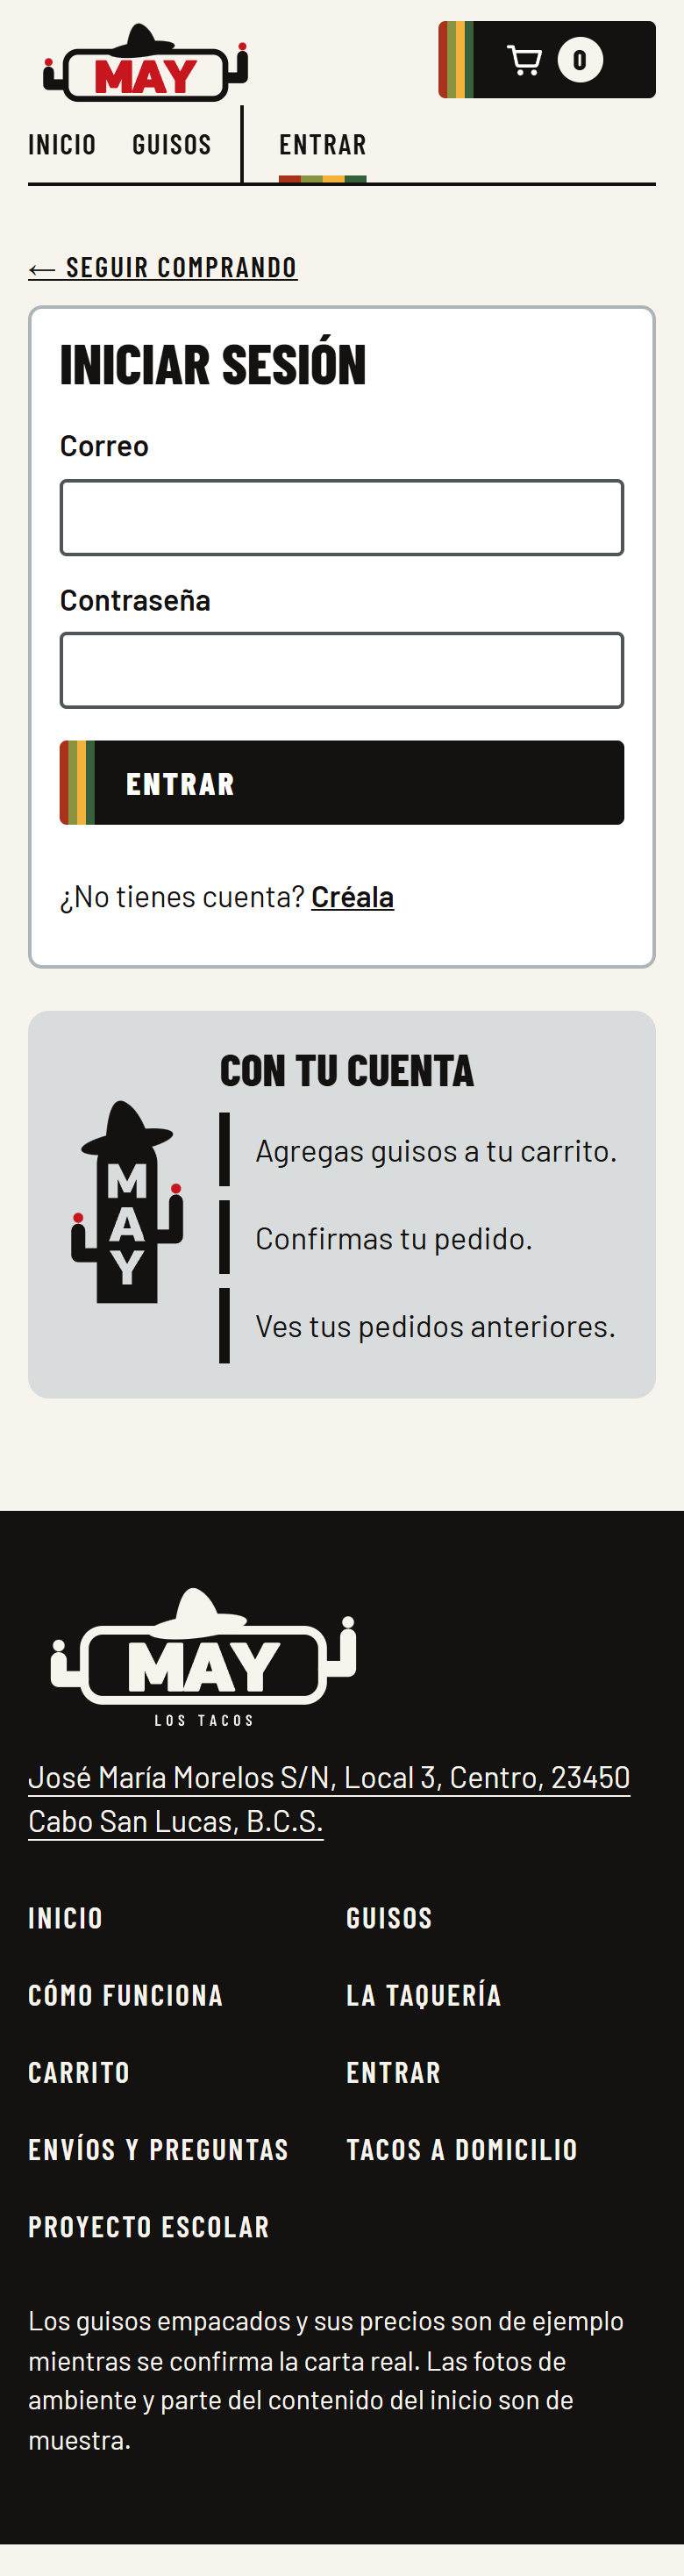 MAY
0
INICIO GUISOS ENTRAR
← SEGUIR COMPRANDO
INICIAR SESIÓN
Correo
Contraseña
ENTRAR
¿No tienes cuenta? Créala
CON TU CUENTA
M
A
Y
Agregas guisos a tu carrito.
Confirmas tu pedido.
Ves tus pedidos anteriores.
MAY
LOS TACOS
José María Morelos S/N, Local 3, Centro, 23450
Cabo San Lucas, B.C.S.
INICIO GUISOS
CÓMO FUNCIONA LA TAQUERÍA
CARRITO ENTRAR
ENVÍOS Y PREGUNTAS TACOS A DOMICILIO
PROYECTO ESCOLAR
Los guisos empacados y sus precios son de ejemplo
mientras se confirma la carta real. Las fotos de
ambiente y parte del contenido del inicio son de
muestra.